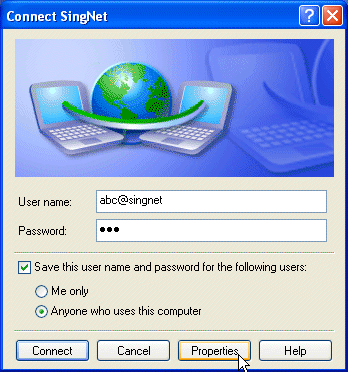 Connect SingNet
User name: abc@singnet
Password: •••
Save this user name and password for the following users:
Me only
Anyone who uses this computer
Connect Cancel Properties Help